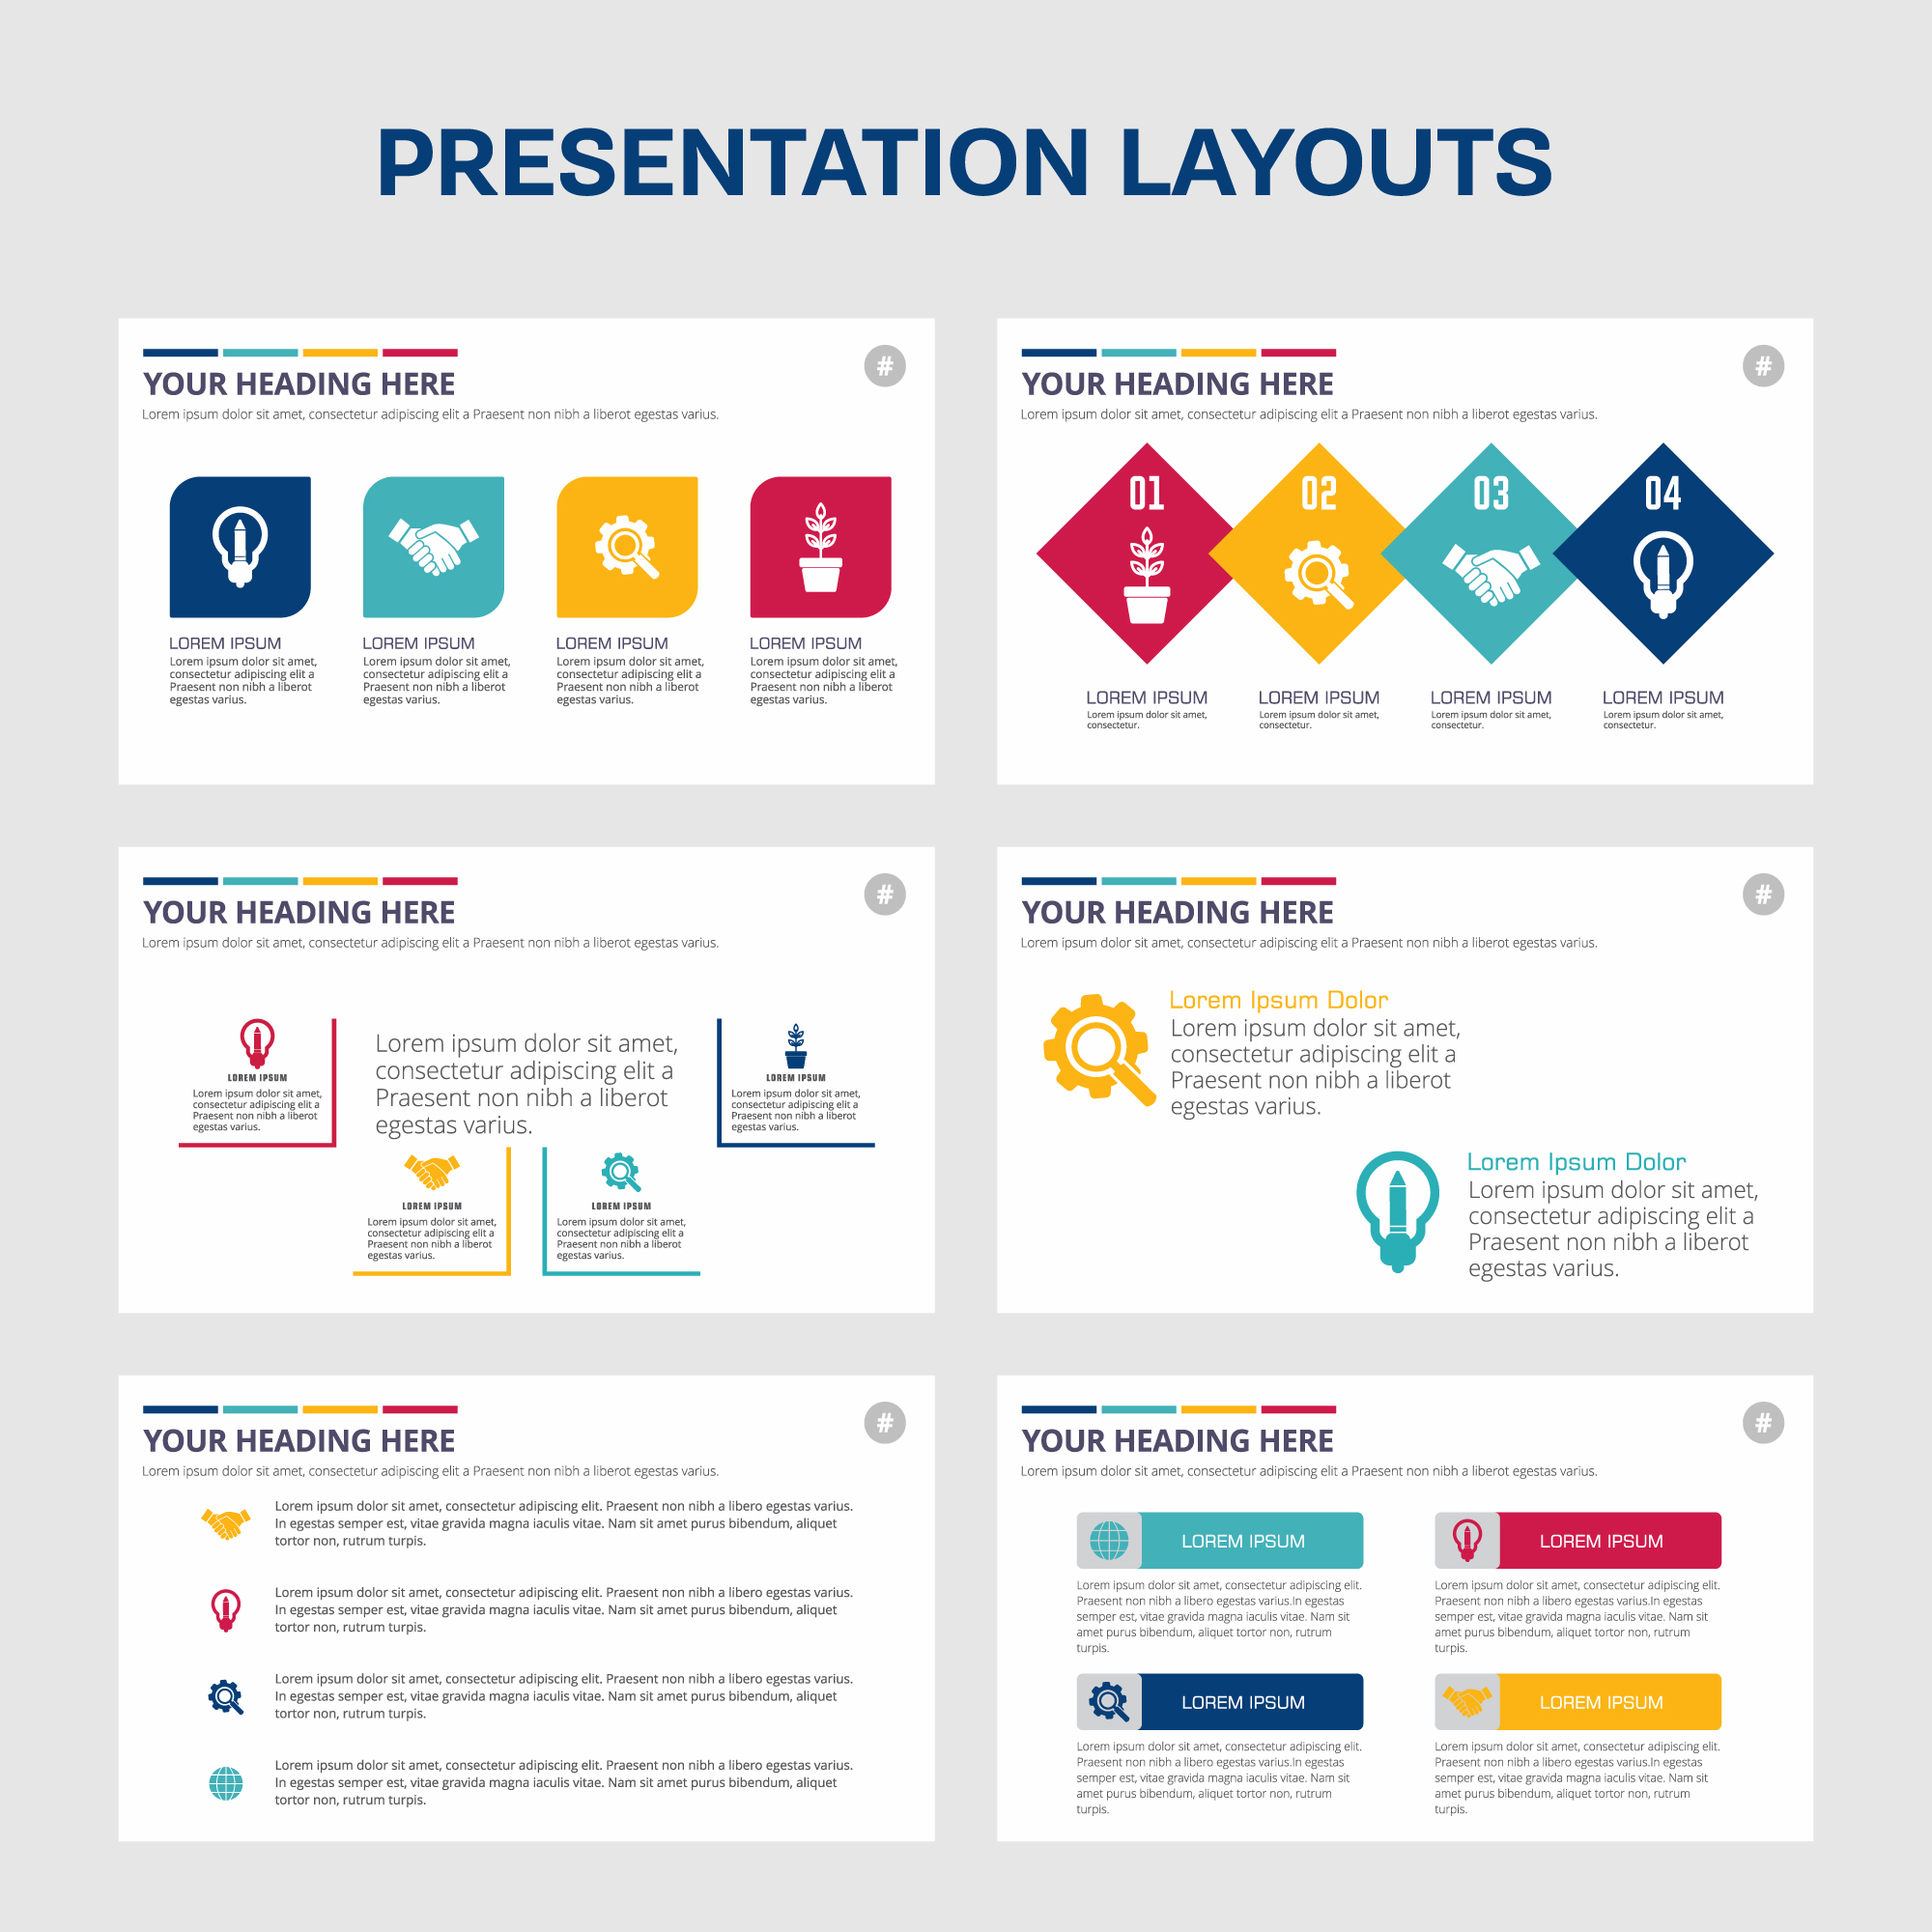 PRESENTATION LAYOUTS
YOUR HEADING HERE
#
Lorem ipsum dolor sit amet, consectetur adipiscing elit a Praesent non nibh a liberot egestas varius.
LOREM IPSUM
Lorem ipsum dolor sit amet,
consectetur adipiscing elit a
Praesent non nibh a liberot
egestas varius.
LOREM IPSUM
Lorem ipsum dolor sit amet,
consectetur adipiscing elit a
Praesent non nibh a liberot
egestas varius.
LOREM IPSUM
Lorem ipsum dolor sit amet,
consectetur adipiscing elit a
Praesent non nibh a liberot
egestas varius.
LOREM IPSUM
Lorem ipsum dolor sit amet,
consectetur adipiscing elit a
Praesent non nibh a liberot
egestas varius.
YOUR HEADING HERE
#
Lorem ipsum dolor sit amet, consectetur adipiscing elit a Praesent non nibh a liberot egestas varius.
01
02
03
04
LOREM IPSUM
Lorem ipsum dolor sit amet,
consectetur.
LOREM IPSUM
Lorem ipsum dolor sit amet,
consectetur.
LOREM IPSUM
Lorem ipsum dolor sit amet,
consectetur.
LOREM IPSUM
Lorem ipsum dolor sit amet,
consectetur.
YOUR HEADING HERE
#
Lorem ipsum dolor sit amet, consectetur adipiscing elit a Praesent non nibh a liberot egestas varius.
LOREM IPSUM
Lorem ipsum dolor sit amet,
consectetur adipiscing elit a
Praesent non nibh a liberot
egestas varius.
Lorem ipsum dolor sit amet,
consectetur adipiscing elit a
Praesent non nibh a liberot
egestas varius.
LOREM IPSUM
Lorem ipsum dolor sit amet,
consectetur adipiscing elit a
Praesent non nibh a liberot
egestas varius.
LOREM IPSUM
Lorem ipsum dolor sit amet,
consectetur adipiscing elit a
Praesent non nibh a liberot
egestas varius.
LOREM IPSUM
Lorem ipsum dolor sit amet,
consectetur adipiscing elit a
Praesent non nibh a liberot
egestas varius.
YOUR HEADING HERE
#
Lorem ipsum dolor sit amet, consectetur adipiscing elit a Praesent non nibh a liberot egestas varius.
Lorem Ipsum Dolor
Lorem ipsum dolor sit amet,
consectetur adipiscing elit a
Praesent non nibh a liberot
egestas varius.
Lorem Ipsum Dolor
Lorem ipsum dolor sit amet,
consectetur adipiscing elit a
Praesent non nibh a liberot
egestas varius.
YOUR HEADING HERE
#
Lorem ipsum dolor sit amet, consectetur adipiscing elit a Praesent non nibh a liberot egestas varius.
Lorem ipsum dolor sit amet, consectetur adipiscing elit. Praesent non nibh a libero egestas varius.
In egestas semper est, vitae gravida magna iaculis vitae. Nam sit amet purus bibendum, aliquet
tortor non, rutrum turpis.
Lorem ipsum dolor sit amet, consectetur adipiscing elit. Praesent non nibh a libero egestas varius.
In egestas semper est, vitae gravida magna iaculis vitae. Nam sit amet purus bibendum, aliquet
tortor non, rutrum turpis.
Lorem ipsum dolor sit amet, consectetur adipiscing elit. Praesent non nibh a libero egestas varius.
In egestas semper est, vitae gravida magna iaculis vitae. Nam sit amet purus bibendum, aliquet
tortor non, rutrum turpis.
Lorem ipsum dolor sit amet, consectetur adipiscing elit. Praesent non nibh a libero egestas varius.
In egestas semper est, vitae gravida magna iaculis vitae. Nam sit amet purus bibendum, aliquet
tortor non, rutrum turpis.
YOUR HEADING HERE
#
Lorem ipsum dolor sit amet, consectetur adipiscing elit a Praesent non nibh a liberot egestas varius.
LOREM IPSUM
Lorem ipsum dolor sit amet, consectetur adipiscing elit.
Praesent non nibh a libero egestas varius.In egestas
semper est, vitae gravida magna iaculis vitae. Nam sit
amet purus bibendum, aliquet tortor non, rutrum
turpis.
LOREM IPSUM
Lorem ipsum dolor sit amet, consectetur adipiscing elit.
Praesent non nibh a libero egestas varius.In egestas
semper est, vitae gravida magna iaculis vitae. Nam sit
amet purus bibendum, aliquet tortor non, rutrum
turpis.
LOREM IPSUM
Lorem ipsum dolor sit amet, consectetur adipiscing elit.
Praesent non nibh a libero egestas varius.In egestas
semper est, vitae gravida magna iaculis vitae. Nam sit
amet purus bibendum, aliquet tortor non, rutrum
turpis.
LOREM IPSUM
Lorem ipsum dolor sit amet, consectetur adipiscing elit.
Praesent non nibh a libero egestas varius.In egestas
semper est, vitae gravida magna iaculis vitae. Nam sit
amet purus bibendum, aliquet tortor non, rutrum
turpis.